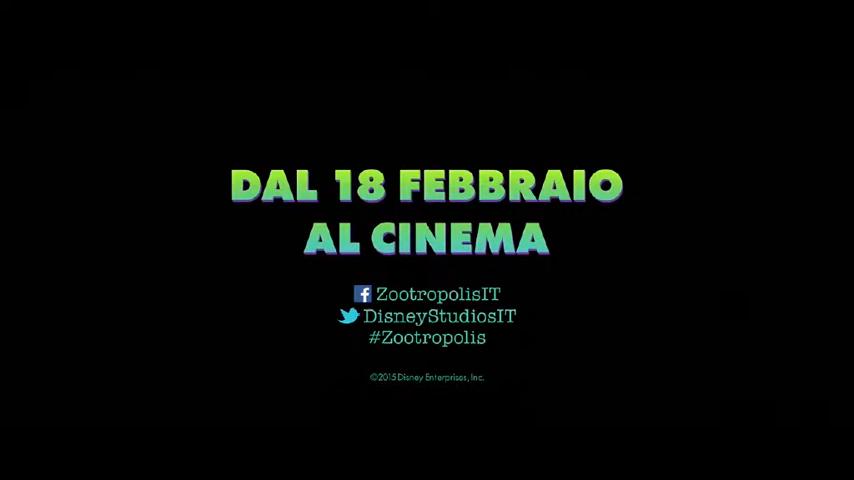 DAL 18 FEBBRAIO
AL CINEMA
ZootropolisIT
DisneyStudiosIT
#Zootropolis
©2015 Disney Enterprises, Inc.